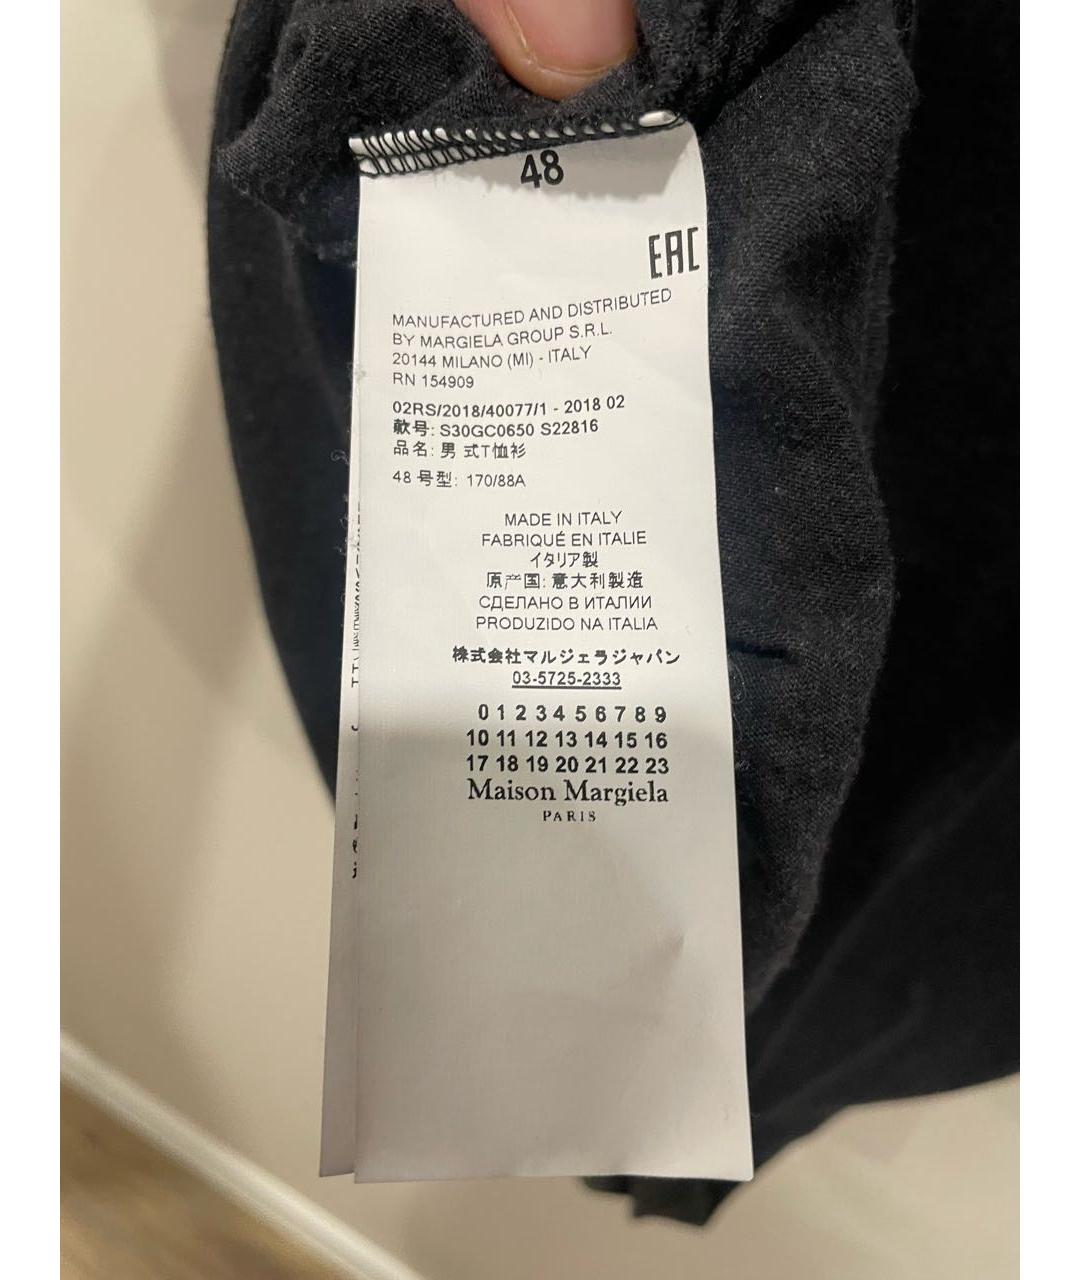 48
EAC
MANUFACTURED AND DISTRIBUTED
BY MARGIELA GROUP S.R.L.
20144 MILANO (MI) - ITALY
RN 154909
02RS/2018/40077/1 - 2018 02
款号: S30GC0650 S22816
品名: 男 式T恤衫
48 号型: 170/88A
MADE IN ITALY
FABRIQUÉ EN ITALIE
イタリア製
原产国: 意大利製造
СДЕЛАНО В ИТАЛИИ
PRODUZIDO NA ITALIA
株式会社マルジェラジャパン
03-5725-2333
0 1 2 3 4 5 6 7 8 9
10 11 12 13 14 15 16
17 18 19 20 21 22 23
Maison Margiela
PARIS